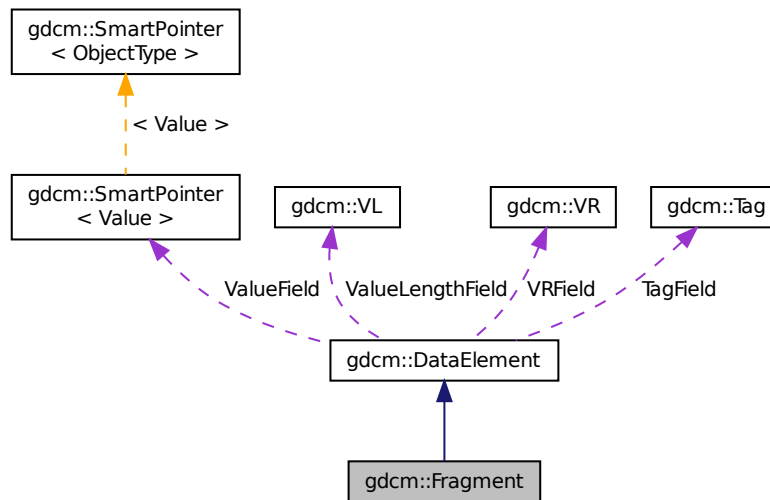 gdcm::SmartPointer
< ObjectType >
< Value >
gdcm::SmartPointer
< Value >
gdcm::VL
gdcm::VR
gdcm::Tag
ValueField
ValueLengthField
VRField
TagField
gdcm::DataElement
gdcm::Fragment